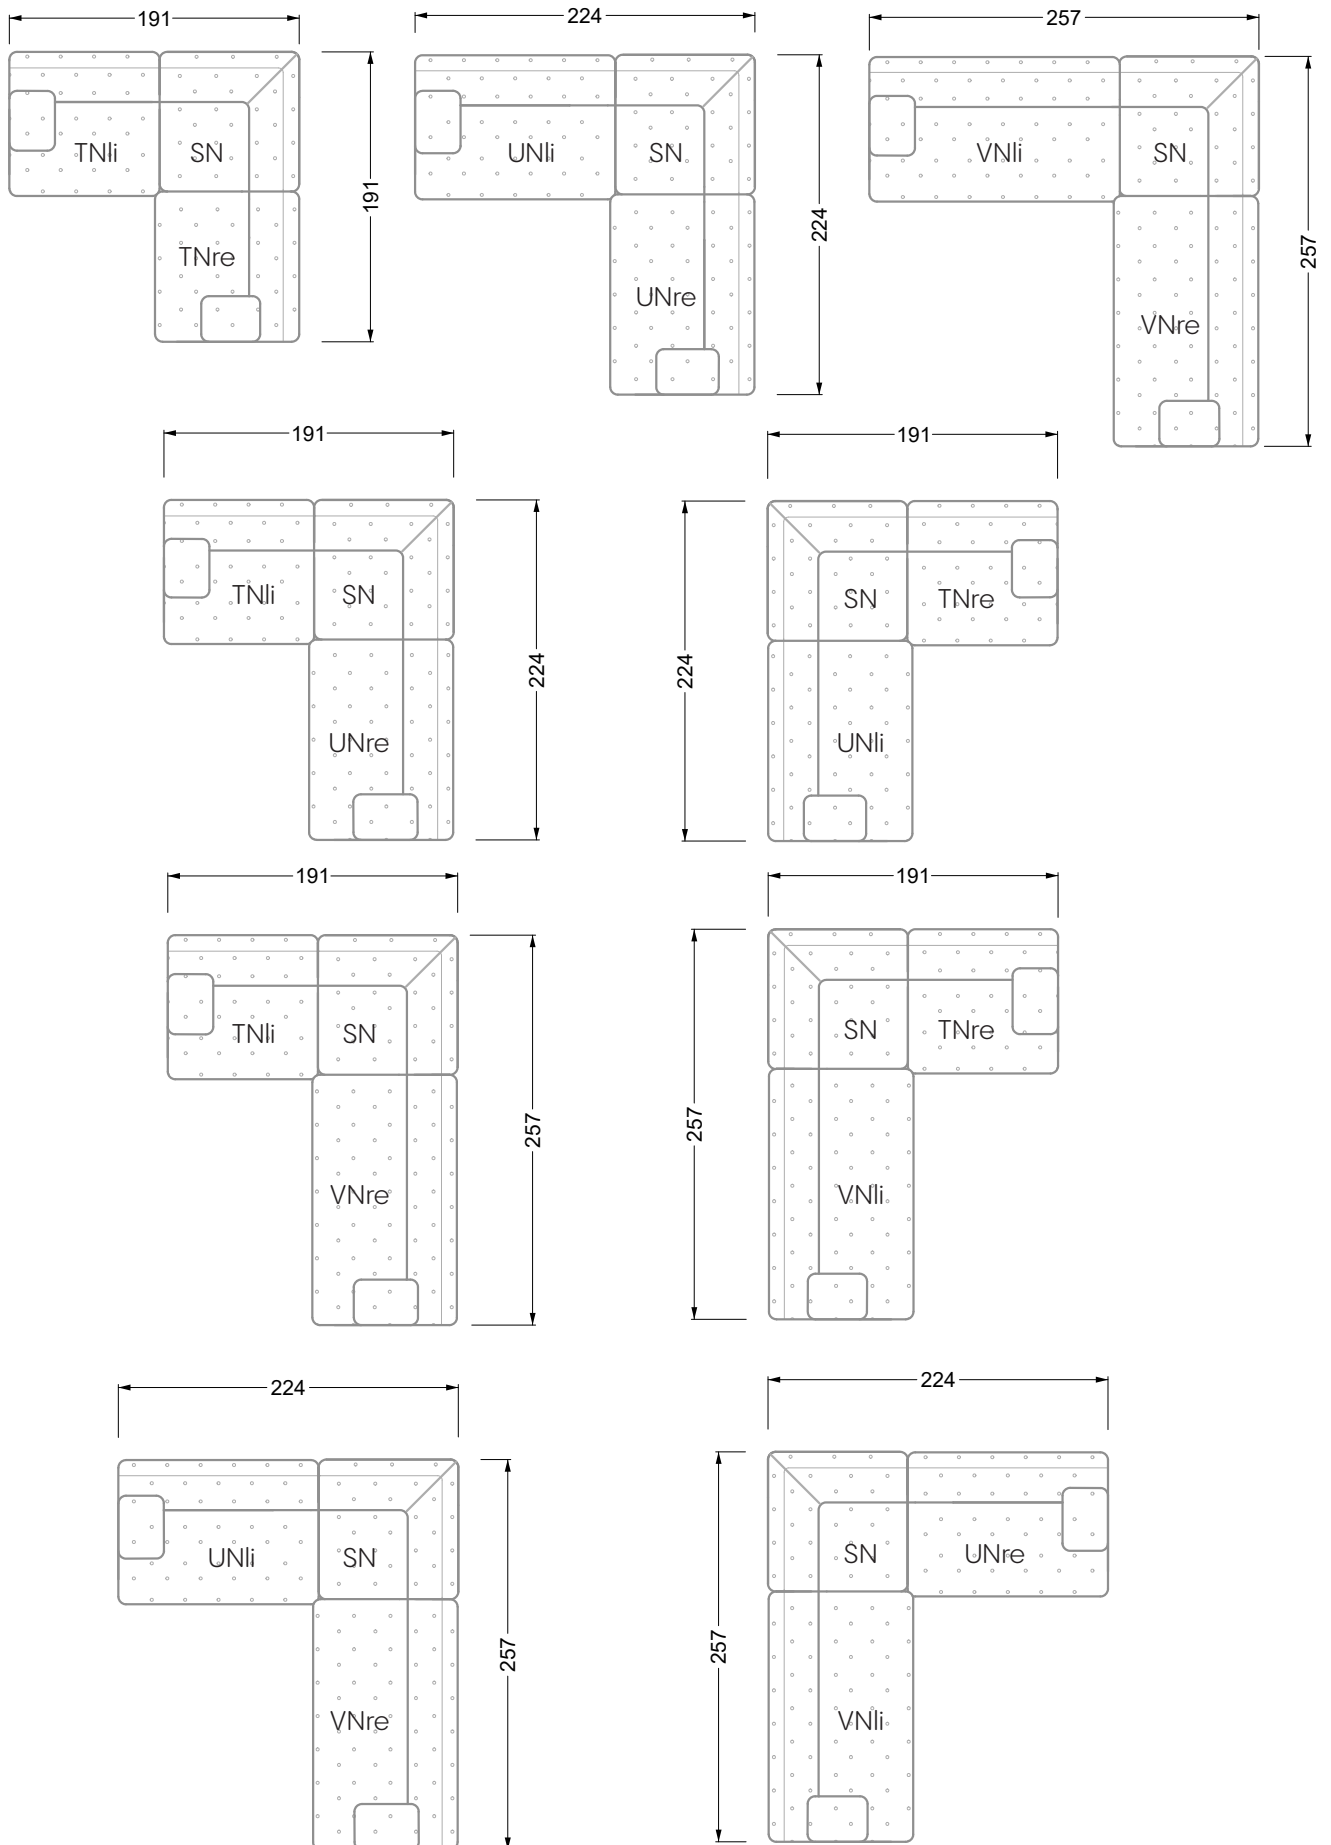 191
224
257
TNli SN
191
TNre
UNli SN
224
UNre
VNli SN
257
VNre
191
191
TNli SN
224
UNre
SN TNre
224
UNli
191
191
TNli SN
257
VNre
SN TNre
257
VNli
224
224
UNli SN
257
VNre
SN UNre
257
VNli